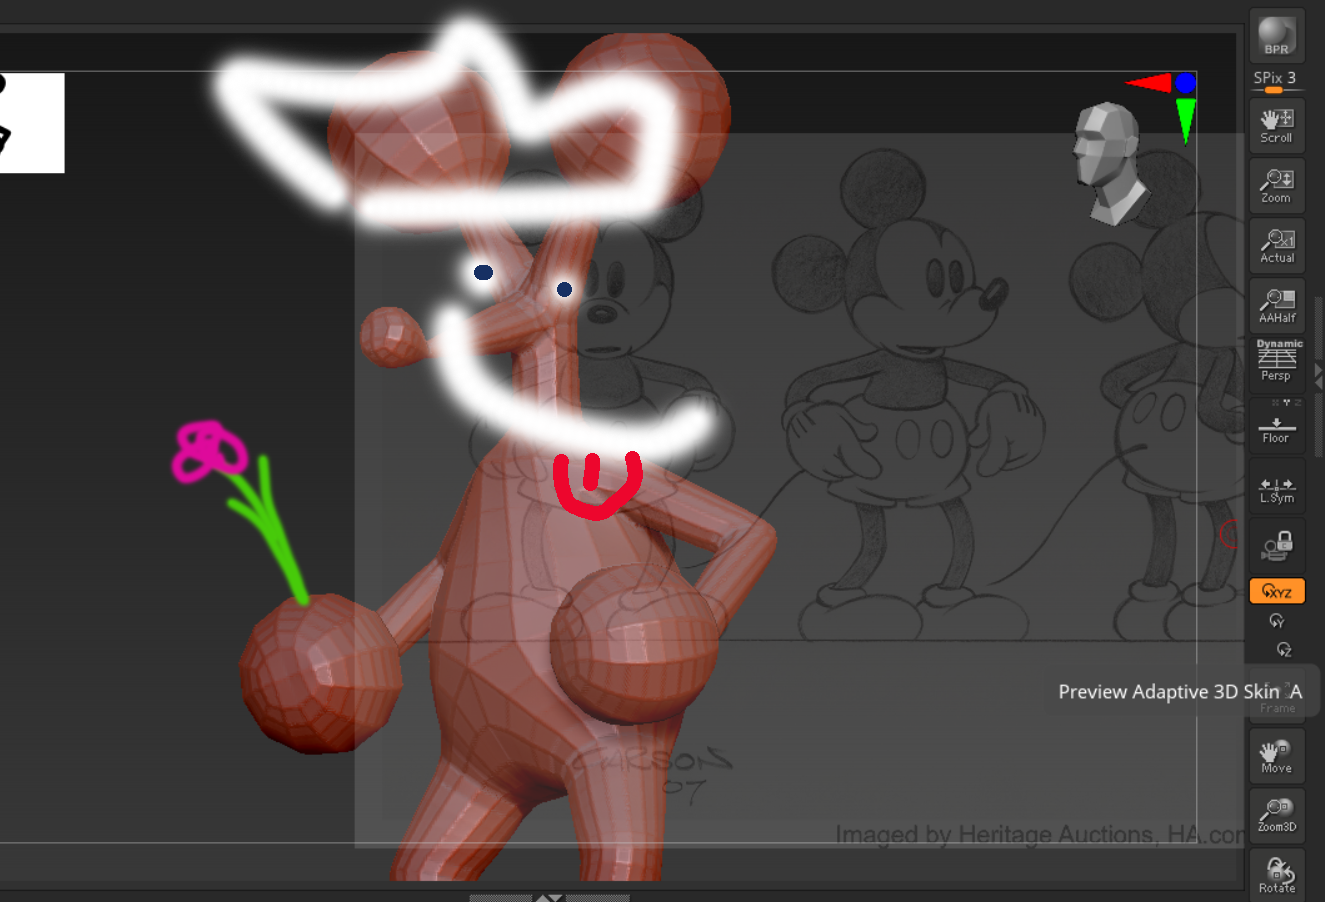 BPR
SPix 3
Scroll
Zoom
Actual
AAHalf
Dynamic
Persp
Floor
L.Sym
XYZ
Y
Z
Preview Adaptive 3D Skin A
Frame
CARSON
07
Move
Zoom3D
Imaged by Heritage Auctions, HA.com
Rotate